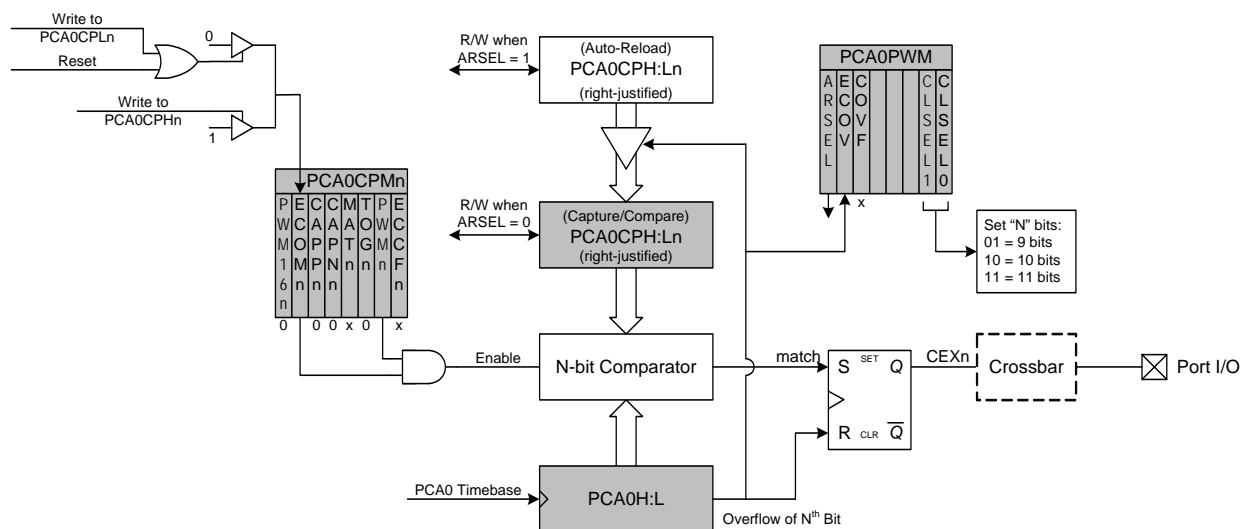 Write to
PCA0CPLn
Reset
0
Write to
PCA0CPHn
1
R/W when
ARSEL = 1
(Auto-Reload)
PCA0CPH:Ln
(right-justified)
PCA0PWM
ARSEL
ECOV
COVF
CLSEL1
CLSEL0
x
PCA0CPMn
PWM16n
ECOMn
CAPPn
CAPNn
MATn
TOGn
PWMn
ECCFn
0 0 0 x 0 x
R/W when
ARSEL = 0
(Capture/Compare)
PCA0CPH:Ln
(right-justified)
Set “N” bits:
01 = 9 bits
10 = 10 bits
11 = 11 bits
Enable
N-bit Comparator
match
S SET Q
R CLR Q
CEXn
Crossbar
Port I/O
PCA0 Timebase
PCA0H:L
Overflow of Nth Bit